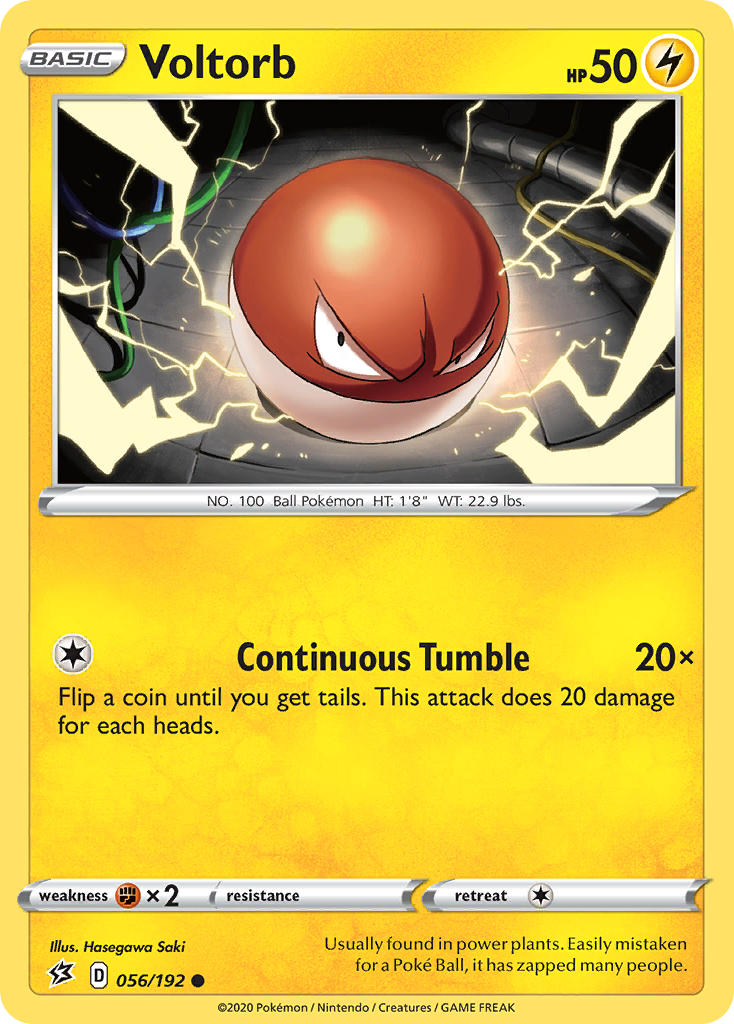 BASIC Voltorb HP 50
NO. 100 Ball Pokémon HT: 1'8" WT: 22.9 lbs.
Continuous Tumble 20×
Flip a coin until you get tails. This attack does 20 damage
for each heads.
weakness ×2 resistance retreat
Illus. Hasegawa Saki
Usually found in power plants. Easily mistaken
for a Poké Ball, it has zapped many people.
D 056/192
©2020 Pokémon / Nintendo / Creatures / GAME FREAK